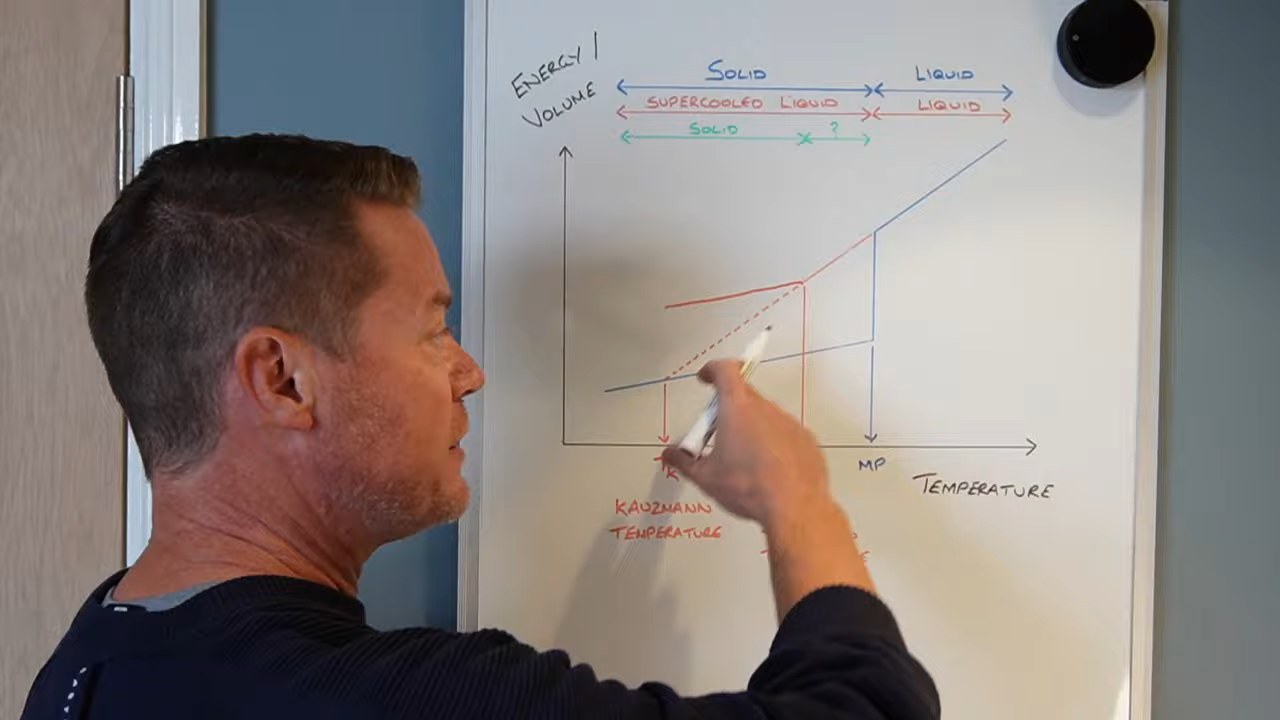 ENERGY /
VOLUME
SOLID LIQUID
SUPERCOOLED LIQUID LIQUID
SOLID ?
MP
TEMPERATURE
KAUZMANN
TEMPERATURE